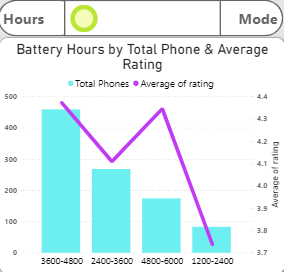 Hours Mode
Battery Hours by Total Phone & Average
Rating
Total Phones Average of rating
500
400
300
200
100
0
4.4
4.3
4.2
4.1
4.0
3.9
3.8
3.7
Average of rating
3600-4800 2400-3600 4800-6000 1200-2400